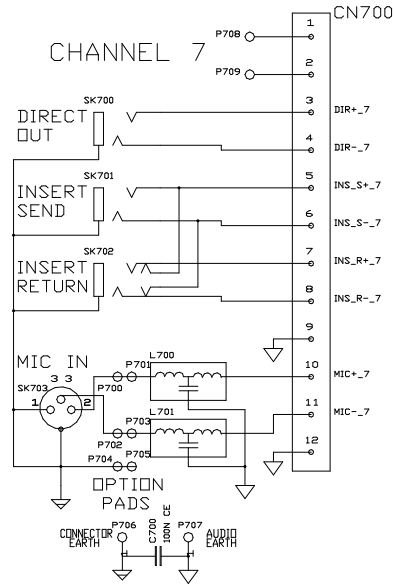 CN700
CHANNEL 7
P708
1
P709
2
DIRECT
OUT
SK700
3
DIR+_7
4
DIR-_7
INSERT
SEND
SK701
5
INS_S+_7
6
INS_S-_7
INSERT
RETURN
SK702
7
INS_R+_7
8
INS_R-_7
9
MIC IN
3 3
SK703
1
2
P700
P701
L700
10
MIC+_7
P702
P703
L701
11
MIC-_7
P704
P705
12
OPTION
PADS
CONNECTOR
EARTH
P706
C700
100N CE
P707
AUDIO
EARTH